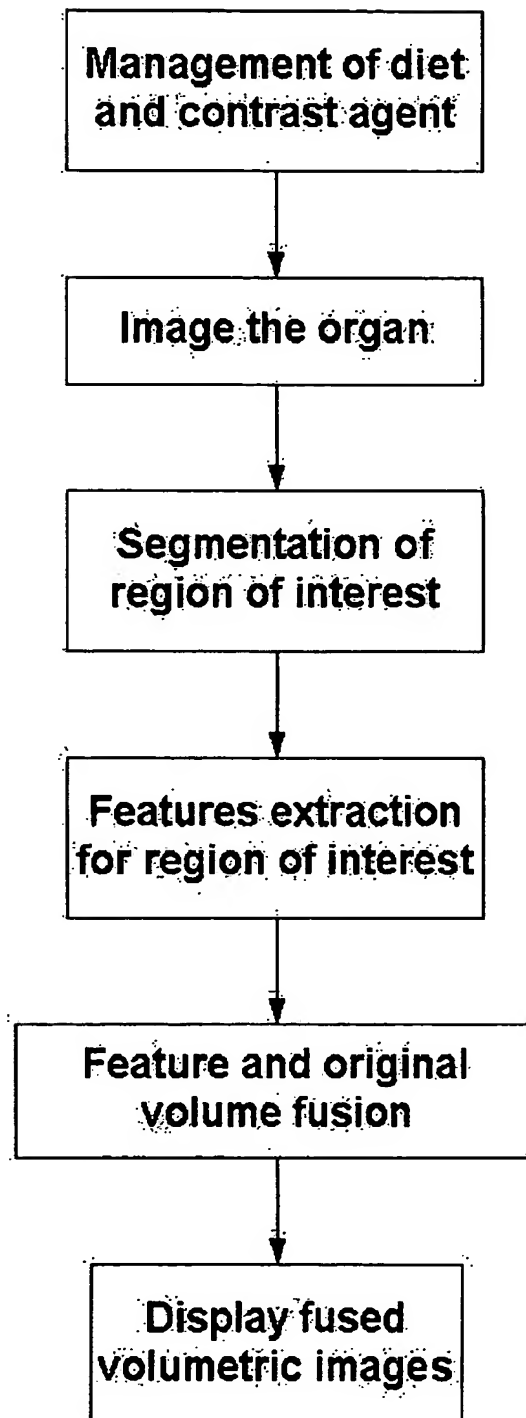 Management of diet
and contrast agent
Image the organ
Segmentation of
region of interest
Features extraction
for region of interest
Feature and original
volume fusion
Display fused
volumetric images